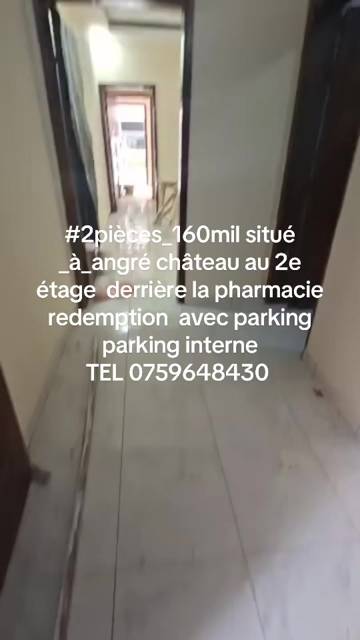 #2pièces_160mil situé
_à_angré château au 2e
étage derrière la pharmacie
redemption avec parking
parking interne
TEL 0759648430